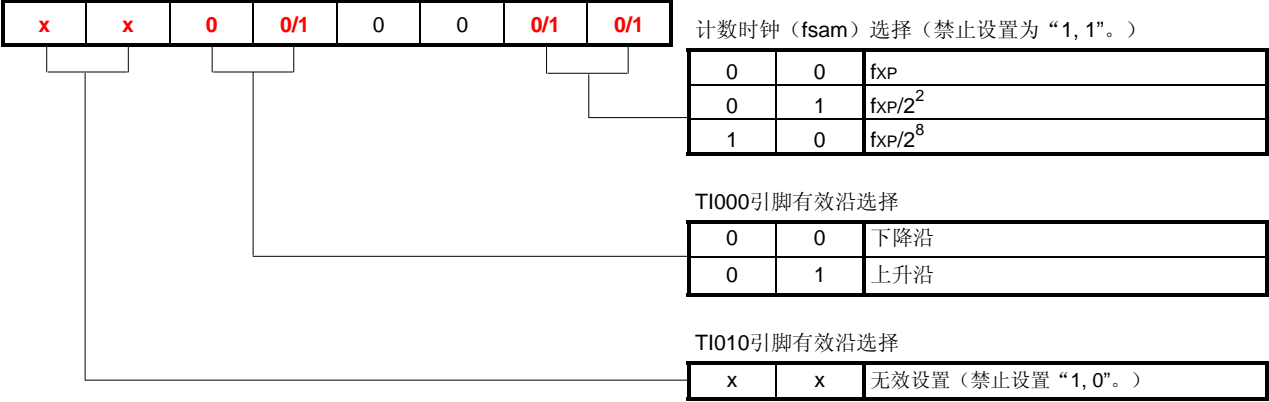 x x 0 0/1 0 0 0/1 0/1
计数时钟（fsam）选择（禁止设置为“1, 1”。）
0 0 fXP
0 1 fXP/2²
1 0 fXP/2⁸
TI000引脚有效沿选择
0 0 下降沿
0 1 上升沿
TI010引脚有效沿选择
x x 无效设置（禁止设置“1, 0”。）